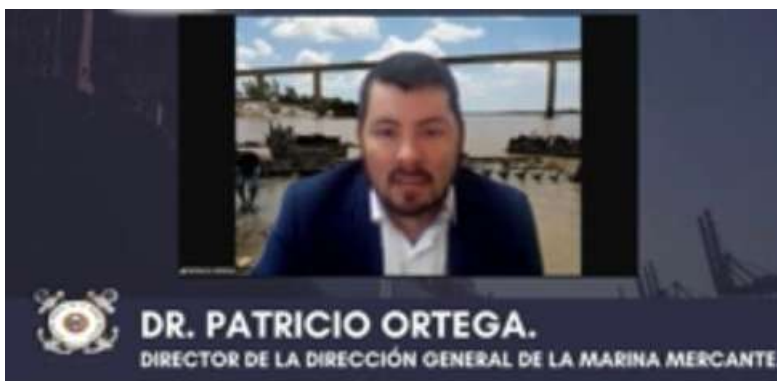 DR. PATRICIO ORTEGA.
DIRECTOR DE LA DIRECCIÓN GENERAL DE LA MARINA MERCANTE